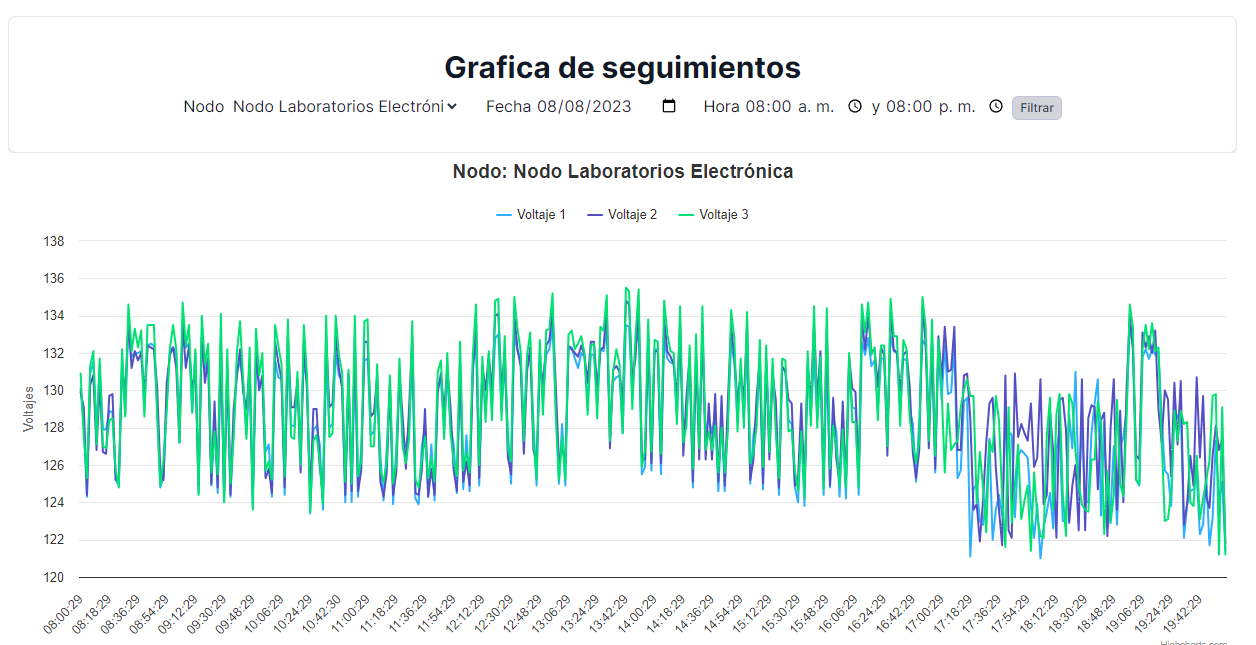 Grafica de seguimientos
Nodo Nodo Laboratorios Electróni Fecha 08/08/2023 Hora 08:00 a. m. y 08:00 p. m. Filtrar
Nodo: Nodo Laboratorios Electrónica
Voltaje 1 Voltaje 2 Voltaje 3
Voltajes
138
136
134
132
130
128
126
124
122
120
08:00:29 08:18:29 08:36:29 08:54:29 09:12:29 09:30:29 09:48:29 10:06:29 10:24:29 10:42:30 11:00:29 11:18:29 11:36:29 11:54:29 12:12:29 12:30:29 12:48:29 13:06:29 13:24:29 13:42:29 14:00:29 14:18:29 14:36:29 14:54:29 15:12:29 15:30:29 15:48:29 16:06:29 16:24:29 16:42:29 17:00:29 17:18:29 17:36:29 17:54:29 18:12:29 18:30:29 18:48:29 19:06:29 19:24:29 19:42:29
Highcharts.com